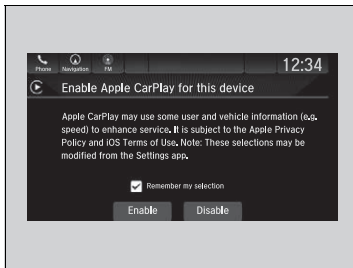 Phone Navigation FM 12:34
Enable Apple CarPlay for this device
Apple CarPlay may use some user and vehicle information (e.g.
speed) to enhance service. It is subject to the Apple Privacy
Policy and iOS Terms of Use. Note: These selections may be
modified from the Settings app.
Remember my selection
Enable Disable